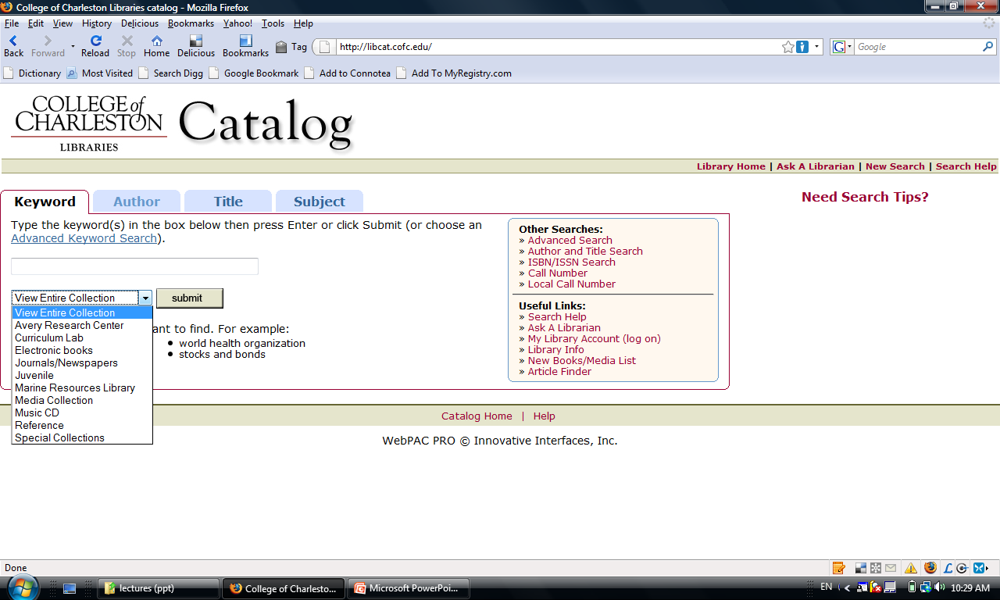 College of Charleston Libraries catalog - Mozilla Firefox
File Edit View History Delicious Bookmarks Yahoo! Tools Help
Back Forward Reload Stop Home Delicious Bookmarks Tag http://libcat.cofc.edu/ G Google
Dictionary Most Visited Search Digg Google Bookmark Add to Connotea Add To MyRegistry.com
COLLEGE of
CHARLESTON
LIBRARIES
Catalog
Library Home | Ask A Librarian | New Search | Search Help
Keyword Author Title Subject
Need Search Tips?
Type the keyword(s) in the box below then press Enter or click Submit (or choose an
Advanced Keyword Search).
View Entire Collection submit
View Entire Collection
Avery Research Center
Curriculum Lab
Electronic books
Journals/Newspapers
Juvenile
Marine Resources Library
Media Collection
Music CD
Reference
Special Collections
ant to find. For example:
• world health organization
• stocks and bonds
Other Searches:
» Advanced Search
» Author and Title Search
» ISBN/ISSN Search
» Call Number
» Local Call Number
Useful Links:
» Search Help
» Ask A Librarian
» My Library Account (log on)
» Library Info
» New Books/Media List
» Article Finder
Catalog Home | Help
WebPAC PRO © Innovative Interfaces, Inc.
Done
lectures (ppt) College of Charlesto... Microsoft PowerPoi... EN 10:29 AM